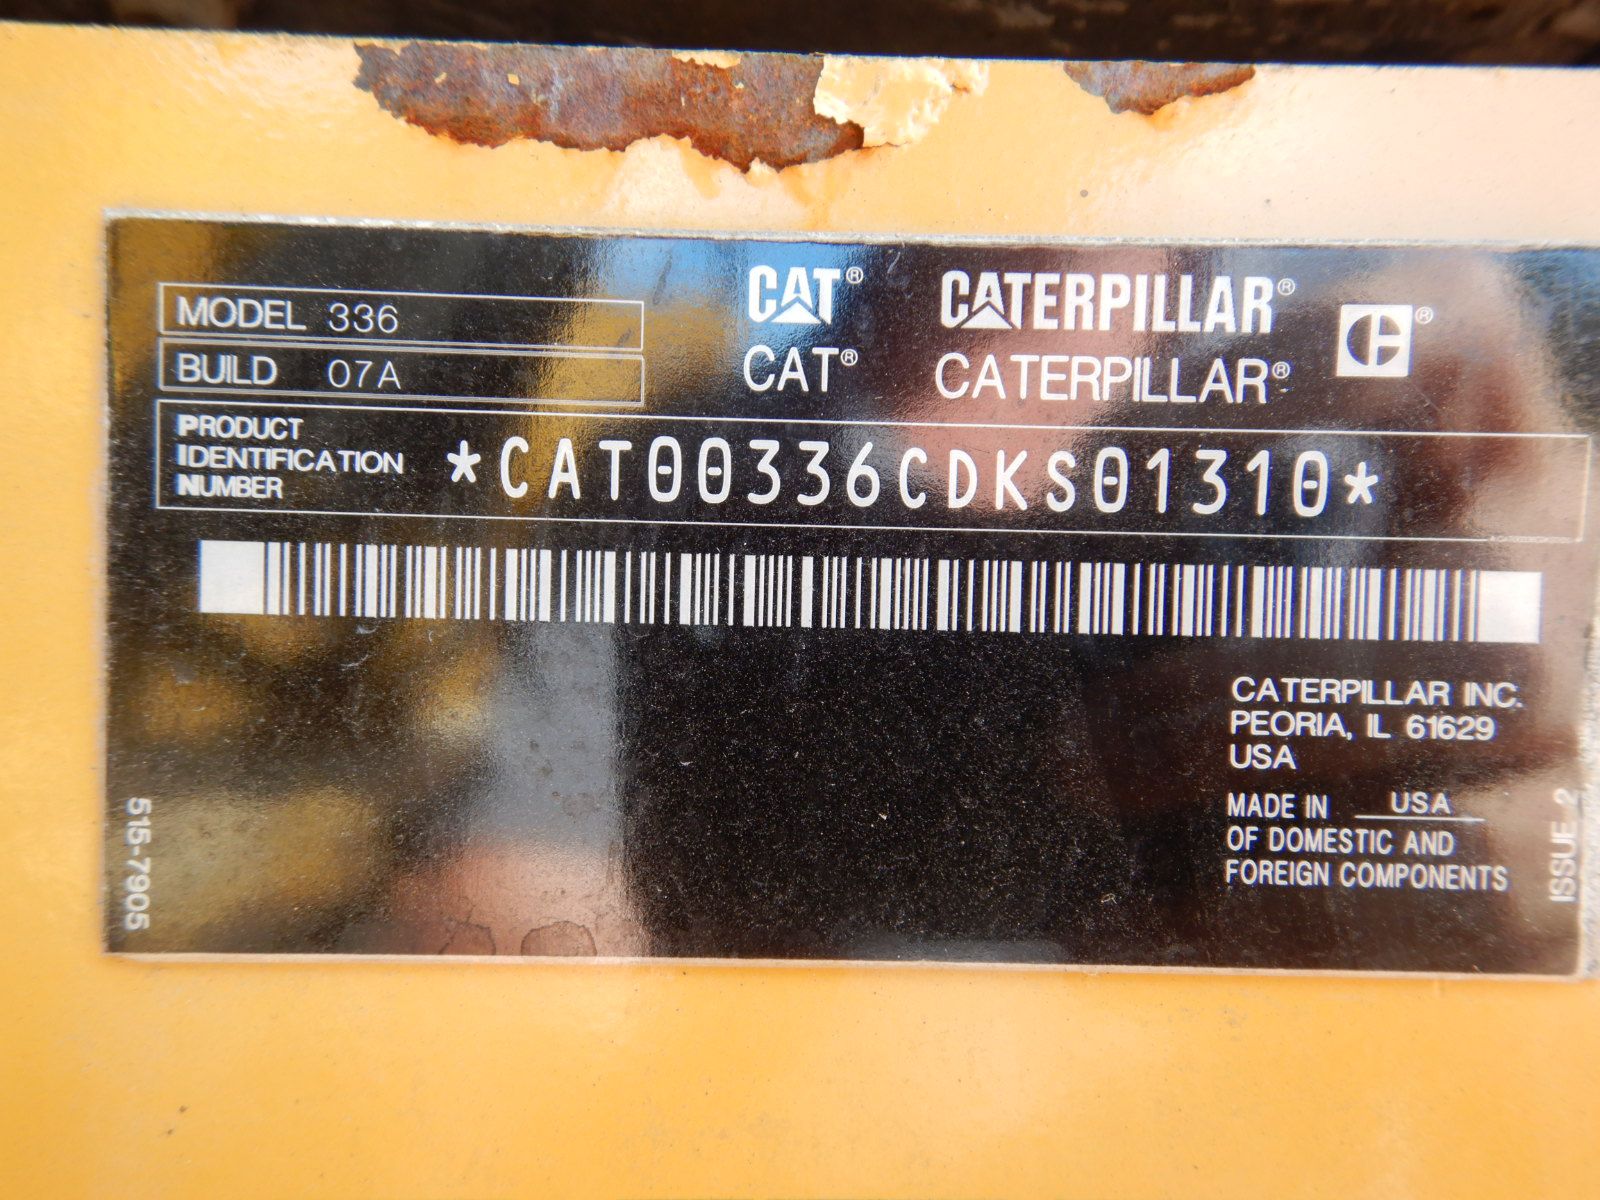 CAT® CATERPILLAR®
CAT® CATERPILLAR®
MODEL 336
BUILD 07A
PRODUCT
IDENTIFICATION
NUMBER
*CAT00336CDKS01310*
CATERPILLAR INC.
PEORIA, IL 61629
USA
MADE IN USA
OF DOMESTIC AND
FOREIGN COMPONENTS
515-7905
ISSUE 2